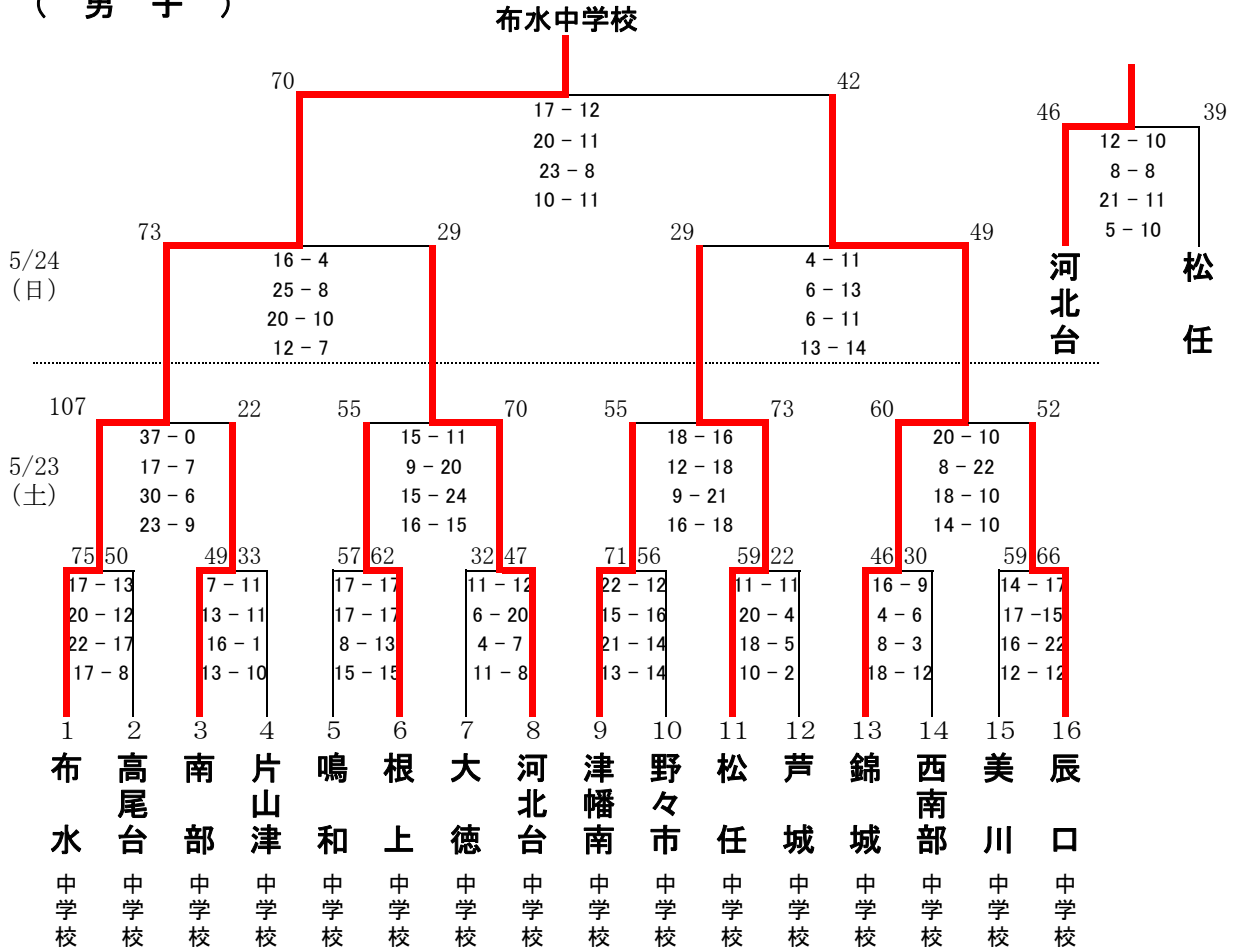 （ 男 子 ）
布水中学校
70 42
17 − 12
20 − 11
23 − 8
10 − 11
46 39
12 − 10
8 − 8
21 − 11
5 − 10
河北台 松任
73 29 29 49
5/24
（日）
16 − 4 4 − 11
25 − 8 6 − 13
20 − 10 6 − 11
12 − 7 13 − 14
107 22 55 70 55 73 60 52
5/23
（土）
37 − 0 15 − 11 18 − 16 20 − 10
17 − 7 9 − 20 12 − 18 8 − 22
30 − 6 15 − 24 9 − 21 18 − 10
23 − 9 16 − 15 16 − 18 14 − 10
75 50 49 33 57 62 32 47 71 56 59 22 46 30 59 66
17 − 13 7 − 11 17 − 17 11 − 12 22 − 12 11 − 11 16 − 9 14 − 17
20 − 12 13 − 11 17 − 17 6 − 20 15 − 16 20 − 4 4 − 6 17 −15
22 − 17 16 − 1 8 − 13 4 − 7 21 − 14 18 − 5 8 − 3 16 − 22
17 − 8 13 − 10 15 − 15 11 − 8 13 − 14 10 − 2 18 − 12 12 − 12
1 2 3 4 5 6 7 8 9 10 11 12 13 14 15 16
布水 高尾台 南部 片山津 鳴和 根上 大徳 河北台 津幡南 野々市 松任 芦城 錦城 西南部 美川 辰口
中学校 中学校 中学校 中学校 中学校 中学校 中学校 中学校 中学校 中学校 中学校 中学校 中学校 中学校 中学校 中学校